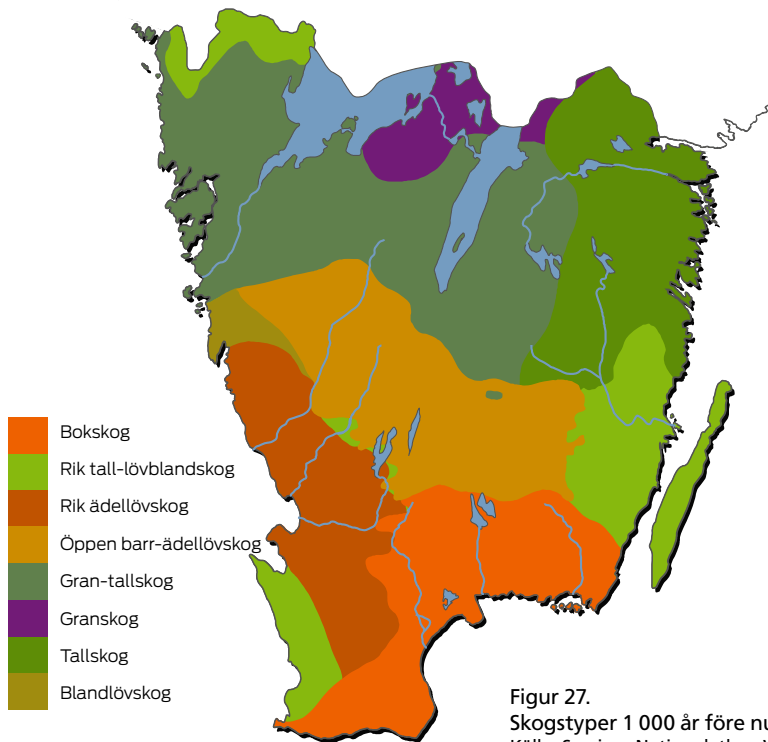 Bokskog
Rik tall-lövblandskog
Rik ädellövskog
Öppen barr-ädellövskog
Gran-tallskog
Granskog
Tallskog
Blandlövskog
Figur 27.
Skogstyper 1 000 år före nu